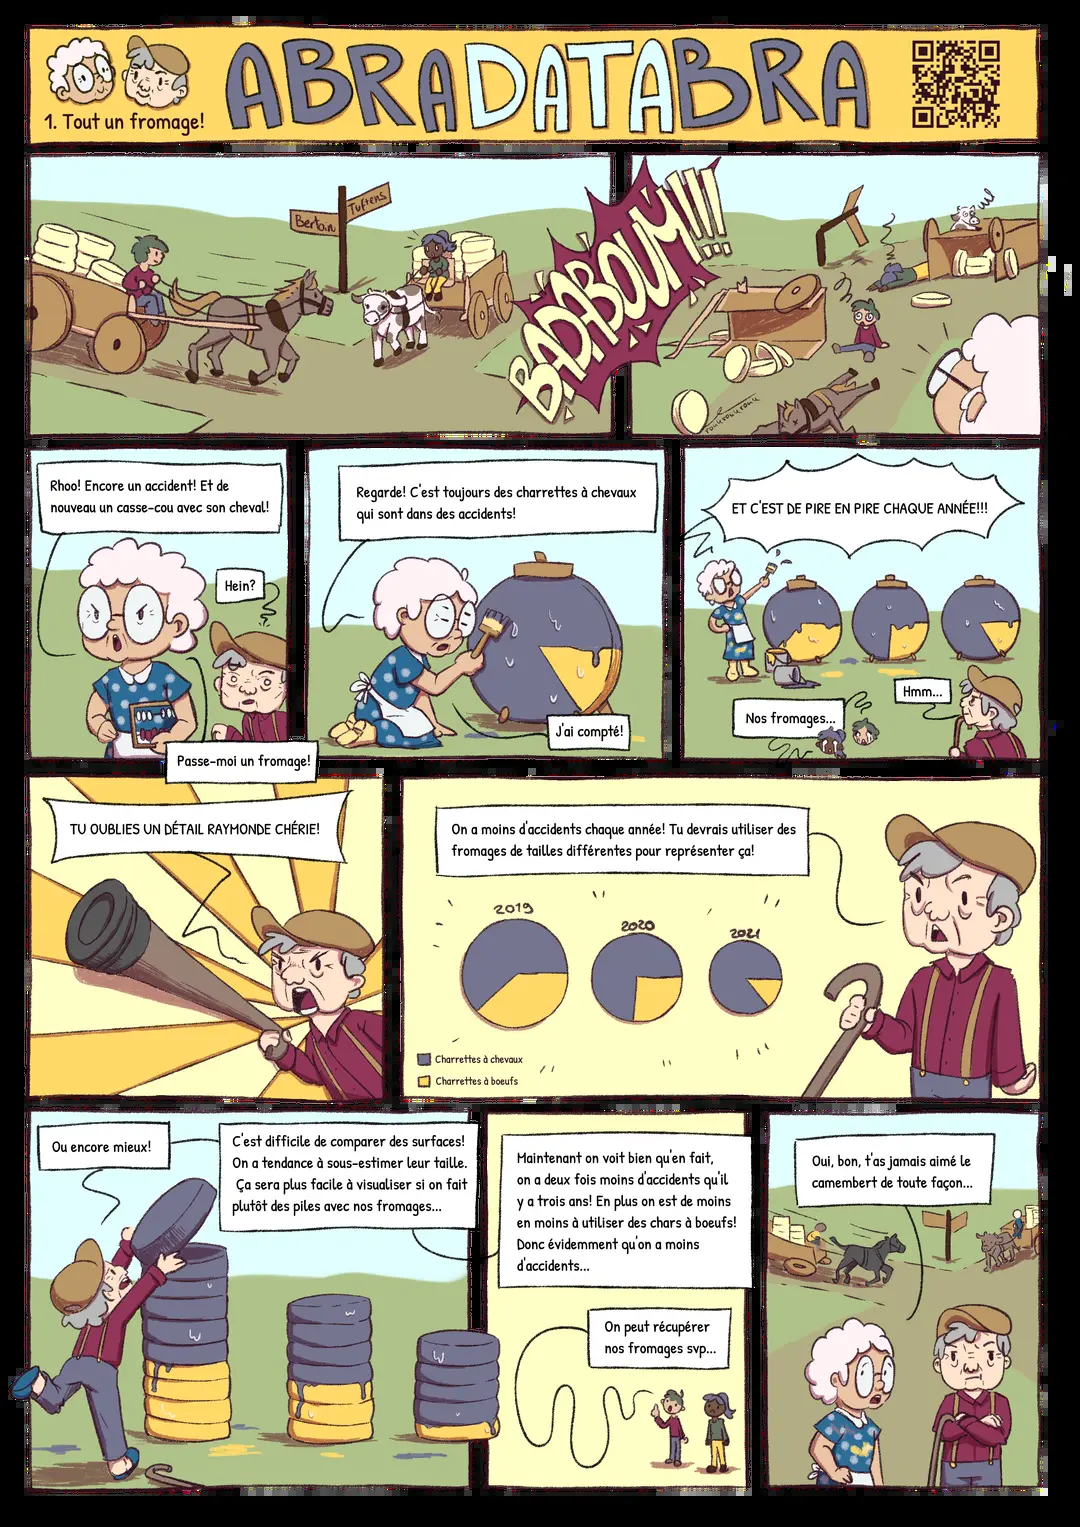 ABRADATABRA
1. Tout un fromage!
Bertain
Tuftens
BADABOUM!!!
rouurouurouu
Rhoo! Encore un accident! Et de
nouveau un casse-cou avec son cheval!
Hein?
Passe-moi un fromage!
Regarde! C'est toujours des charrettes à chevaux
qui sont dans des accidents!
J'ai compté!
ET C'EST DE PIRE EN PIRE CHAQUE ANNÉE!!!
Nos fromages...
Hmm...
TU OUBLIES UN DÉTAIL RAYMONDE CHÉRIE!
On a moins d'accidents chaque année! Tu devrais utiliser des
fromages de tailles différentes pour représenter ça!
2019
2020
2021
Charrettes à chevaux
Charrettes à boeufs
Ou encore mieux!
C'est difficile de comparer des surfaces!
On a tendance à sous-estimer leur taille.
Ça sera plus facile à visualiser si on fait
plutôt des piles avec nos fromages...
Maintenant on voit bien qu'en fait,
on a deux fois moins d'accidents qu'il
y a trois ans! En plus on est de moins
en moins à utiliser des chars à boeufs!
Donc évidemment qu'on a moins
d'accidents...
On peut récupérer
nos fromages svp...
Oui, bon, t'as jamais aimé le
camembert de toute façon...